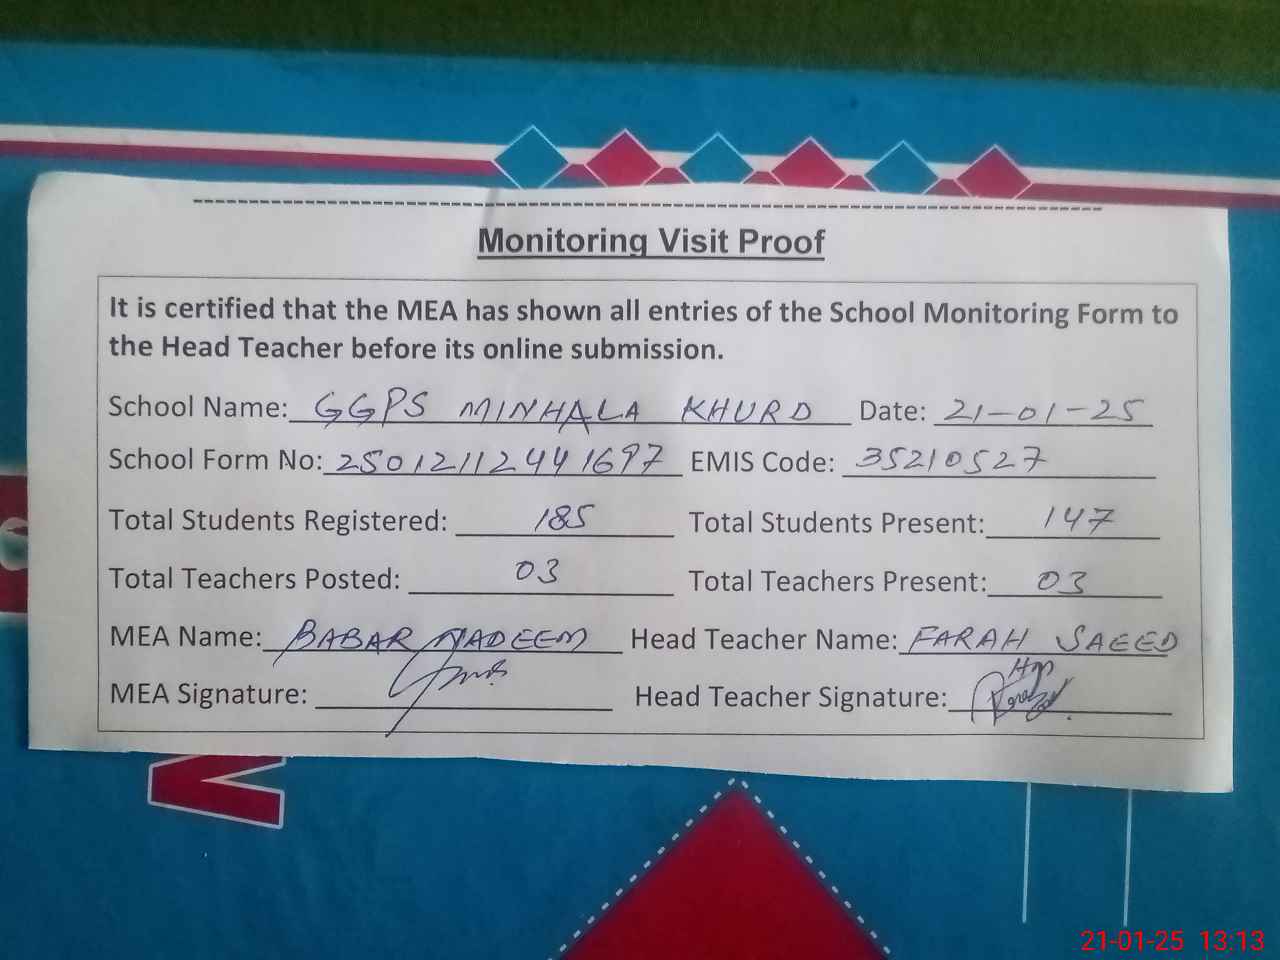 Monitoring Visit Proof
It is certified that the MEA has shown all entries of the School Monitoring Form to
the Head Teacher before its online submission.
School Name: GGPS MINHALA KHURD Date: 21-01-25
School Form No: 25012112441697 EMIS Code: 35210527
Total Students Registered: 185 Total Students Present: 147
Total Teachers Posted: 03 Total Teachers Present: 03
MEA Name: BABAR NADEEM Head Teacher Name: FARAH SAEED
MEA Signature: Head Teacher Signature:
21-01-25 13:13